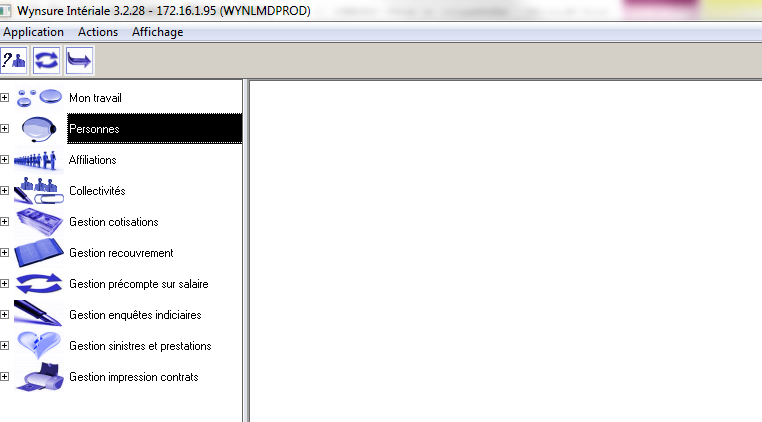 Wynsure Intériale 3.2.28 - 172.16.1.95 (WYNLMDPROD)
Application Actions Affichage
Mon travail
Personnes
Affiliations
Collectivités
Gestion cotisations
Gestion recouvrement
Gestion précompte sur salaire
Gestion enquêtes indiciaires
Gestion sinistres et prestations
Gestion impression contrats